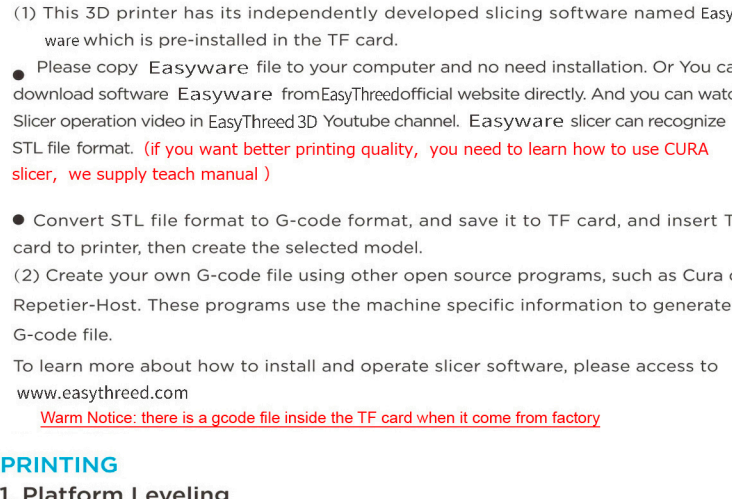 (1) This 3D printer has its independently developed slicing software named Easy
ware which is pre-installed in the TF card.
● Please copy Easyware file to your computer and no need installation. Or You ca
download software Easyware fromEasyThreedofficial website directly. And you can watc
Slicer operation video in EasyThreed 3D Youtube channel. Easyware slicer can recognize
STL file format. (if you want better printing quality, you need to learn how to use CURA
slicer, we supply teach manual )
● Convert STL file format to G-code format, and save it to TF card, and insert T
card to printer, then create the selected model.
(2) Create your own G-code file using other open source programs, such as Cura o
Repetier-Host. These programs use the machine specific information to generate
G-code file.
To learn more about how to install and operate slicer software, please access to
www.easythreed.com
Warm Notice: there is a gcode file inside the TF card when it come from factory
PRINTING
1. Platform Leveling